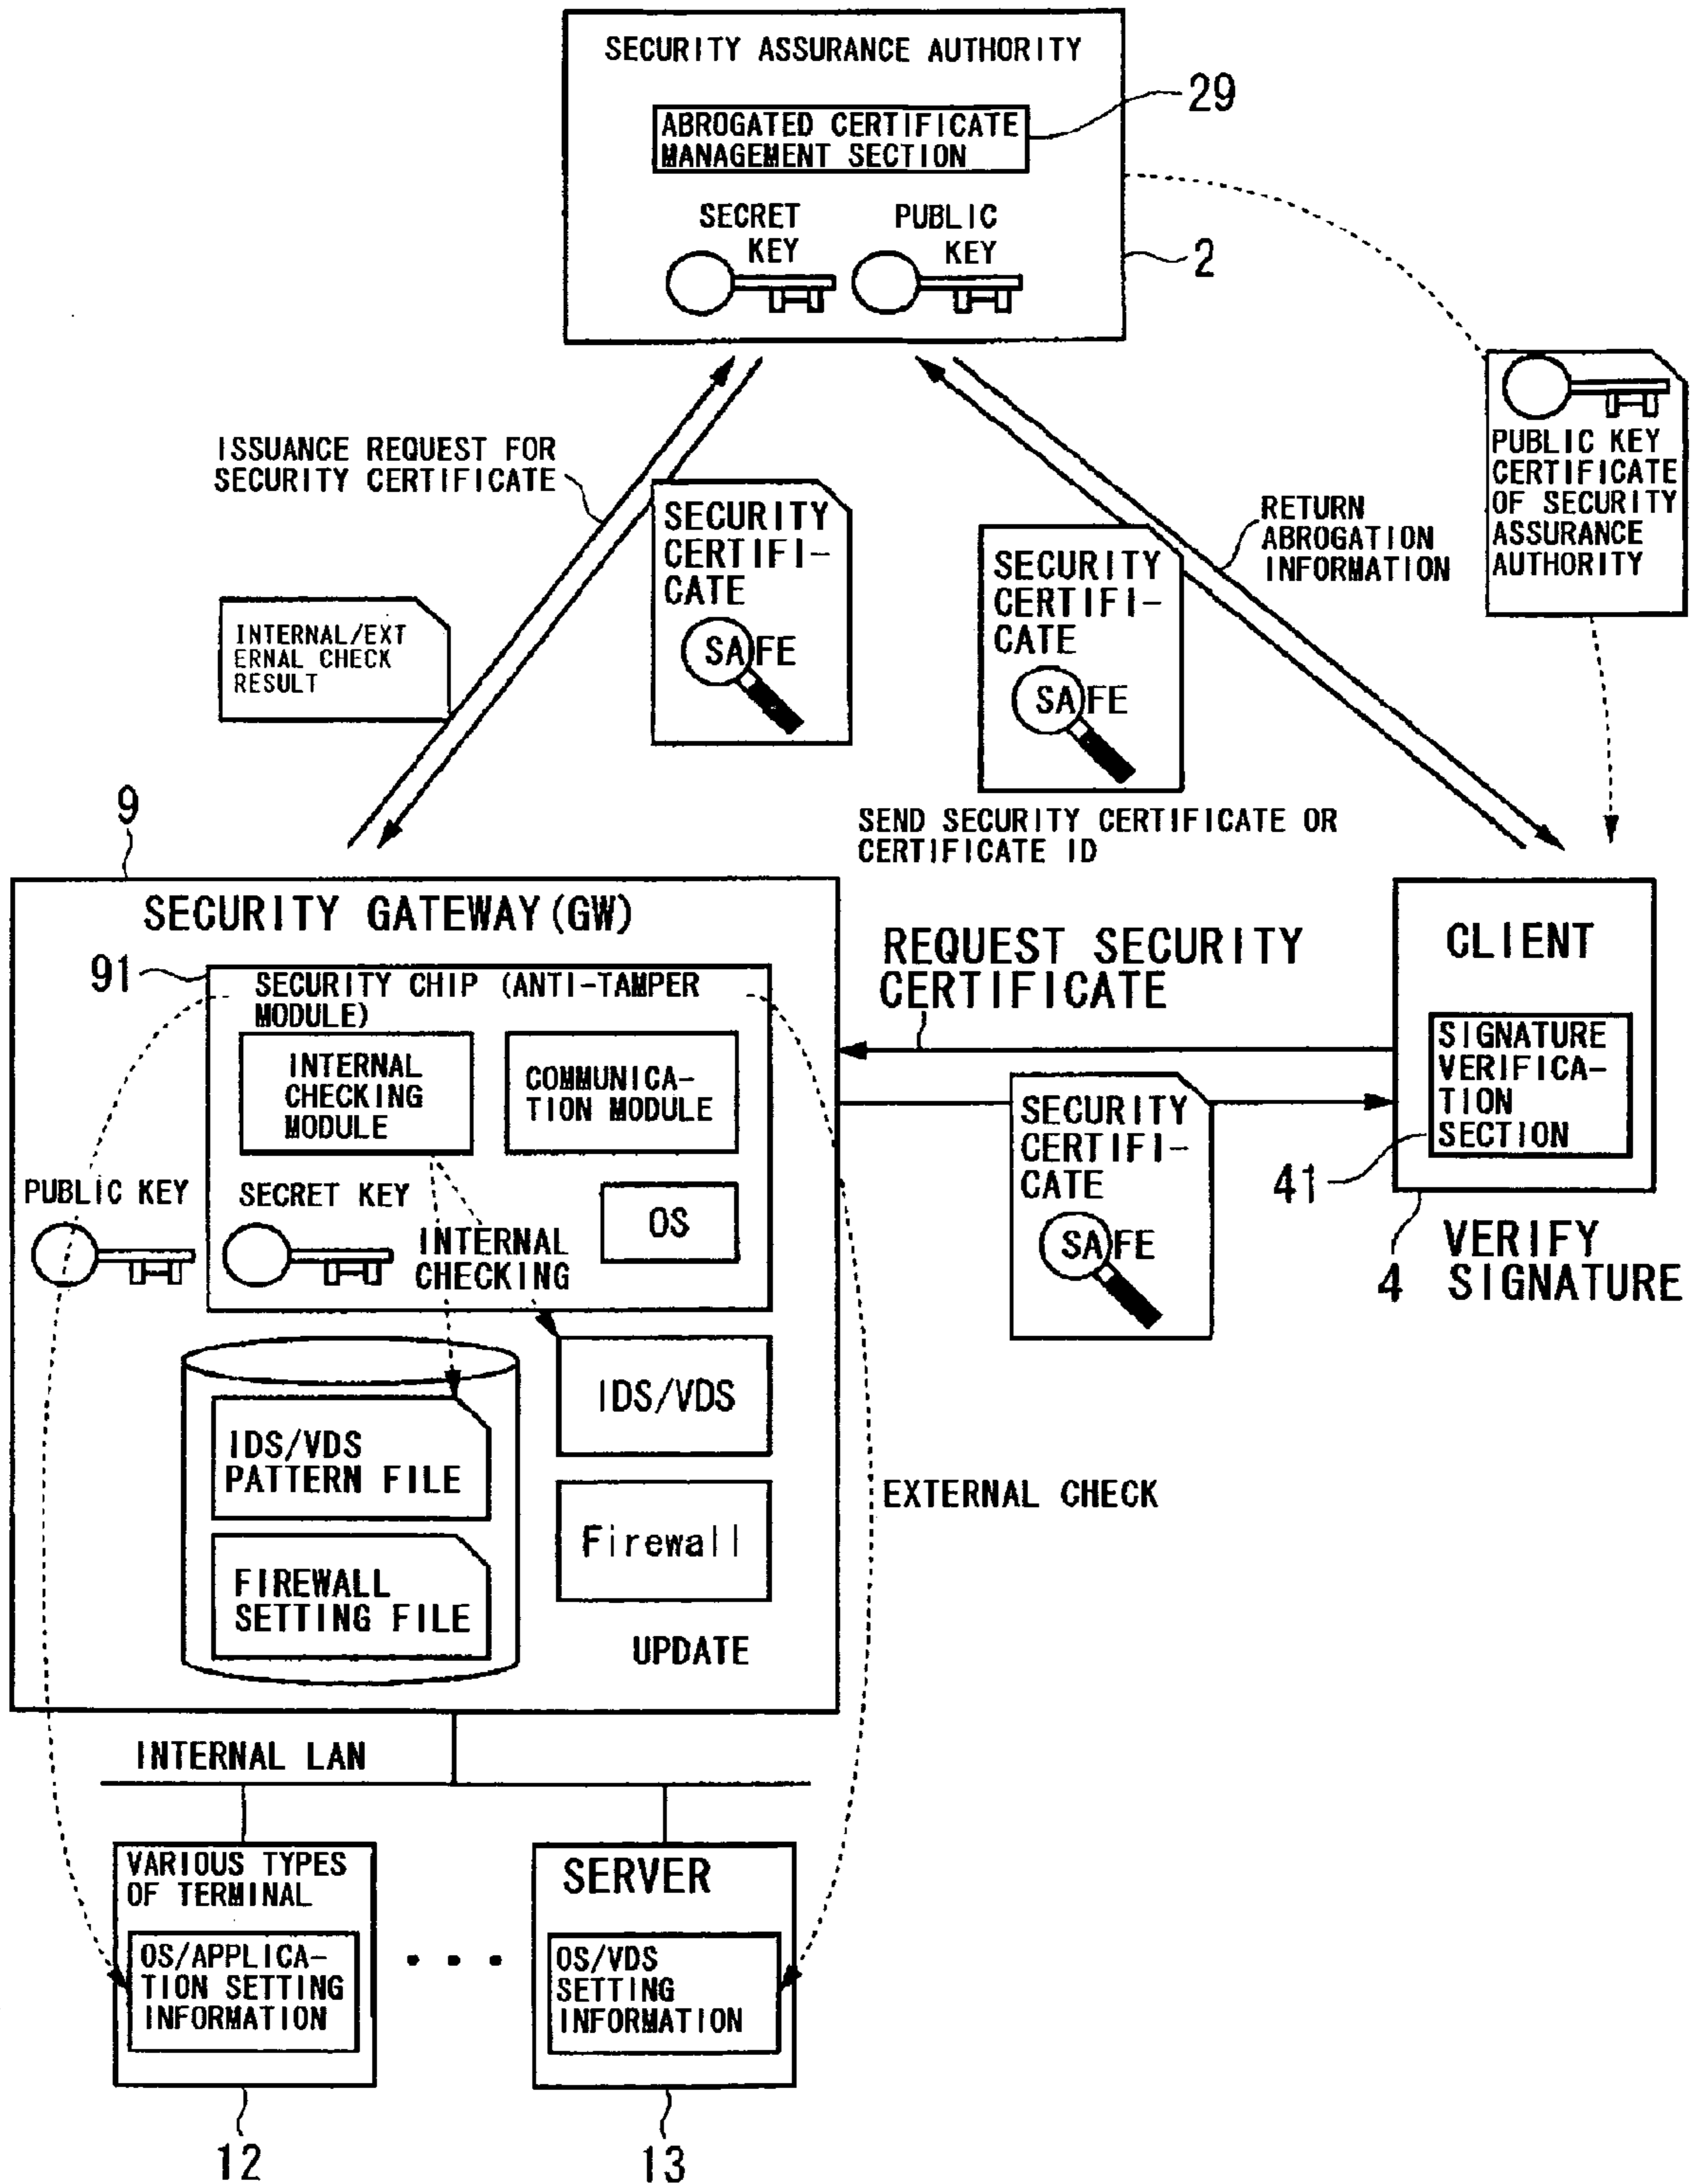 SECURITY ASSURANCE AUTHORITY
29
ABROGATED CERTIFICATE
MANAGEMENT SECTION
SECRET
KEY
PUBLIC
KEY
2
ISSUANCE REQUEST FOR
SECURITY CERTIFICATE
SECURITY
CERTIFI-
CATE
SAFE
INTERNAL/EXT
ERNAL CHECK
RESULT
SECURITY
CERTIFI-
CATE
SAFE
RETURN
ABROGATION
INFORMATION
PUBLIC KEY
CERTIFICATE
OF SECURITY
ASSURANCE
AUTHORITY
SEND SECURITY CERTIFICATE OR
CERTIFICATE ID
9
SECURITY GATEWAY(GW)
91
SECURITY CHIP (ANTI-TAMPER
MODULE)
INTERNAL
CHECKING
MODULE
COMMUNICA-
TION MODULE
PUBLIC KEY
SECRET KEY
OS
INTERNAL
CHECKING
IDS/VDS
IDS/VDS
PATTERN FILE
Firewall
FIREWALL
SETTING FILE
UPDATE
REQUEST SECURITY
CERTIFICATE
SECURITY
CERTIFI-
CATE
SAFE
CLIENT
SIGNATURE
VERIFICA-
TION
SECTION
41
4
VERIFY
SIGNATURE
EXTERNAL CHECK
INTERNAL LAN
VARIOUS TYPES
OF TERMINAL
OS/APPLICA-
TION SETTING
INFORMATION
12
SERVER
OS/VDS
SETTING
INFORMATION
13